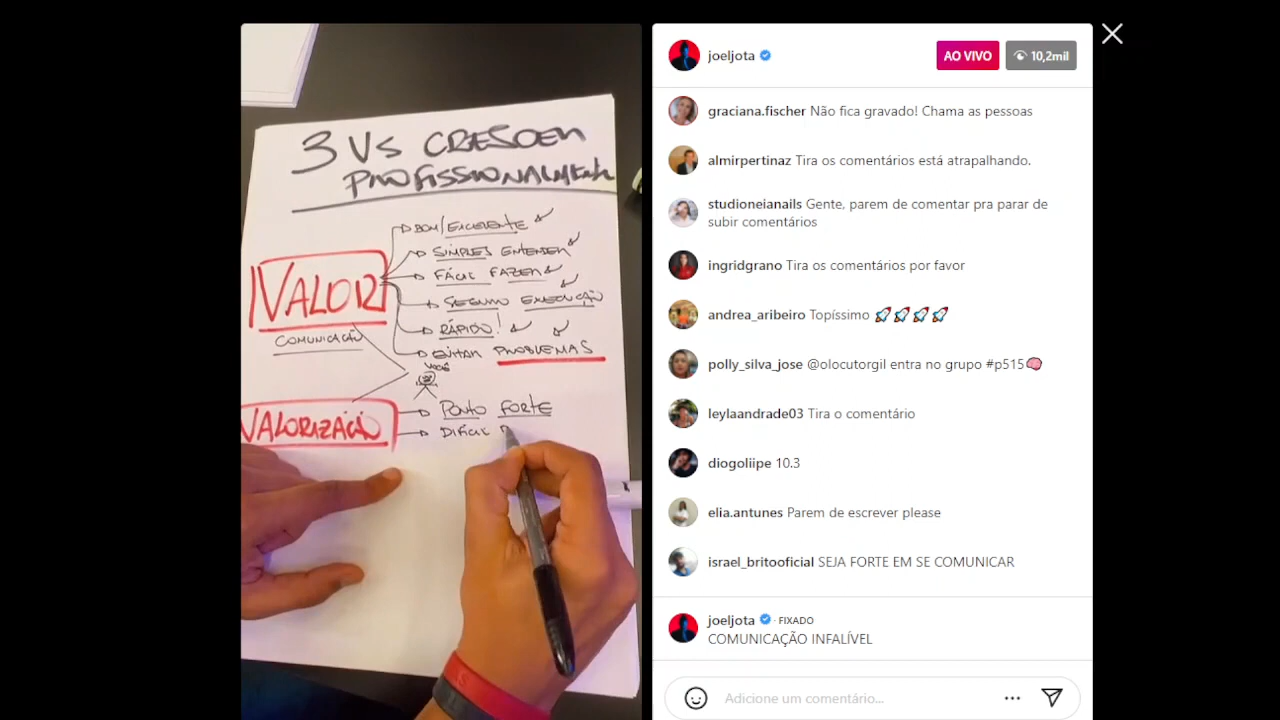 3 VS CRESCER
PROFISSIONALMENTE
BOM/EXCELENTE
SIMPLES ENTENDER
FÁCIL FAZER
1VALOR
SEGURO EXECUÇÃO
COMUNICAÇÃO
RÁPIDO!
EVITAR PROBLEMAS
VOCÊ
VALORIZAÇÃO
PONTO FORTE
DIFÍCIL
joeljota
AO VIVO
10,2mil
graciana.fischer Não fica gravado! Chama as pessoas
almirpertinaz Tira os comentários está atrapalhando.
studioneianails Gente, parem de comentar pra parar de
subir comentários
ingridgrano Tira os comentários por favor
andrea_aribeiro Topíssimo 🚀🚀🚀🚀
polly_silva_jose @olocutorgil entra no grupo #p515🧠
leylaandrade03 Tira o comentário
diogoliipe 10.3
elia.antunes Parem de escrever please
israel_britooficial SEJA FORTE EM SE COMUNICAR
joeljota · FIXADO
COMUNICAÇÃO INFALÍVEL
Adicione um comentário...